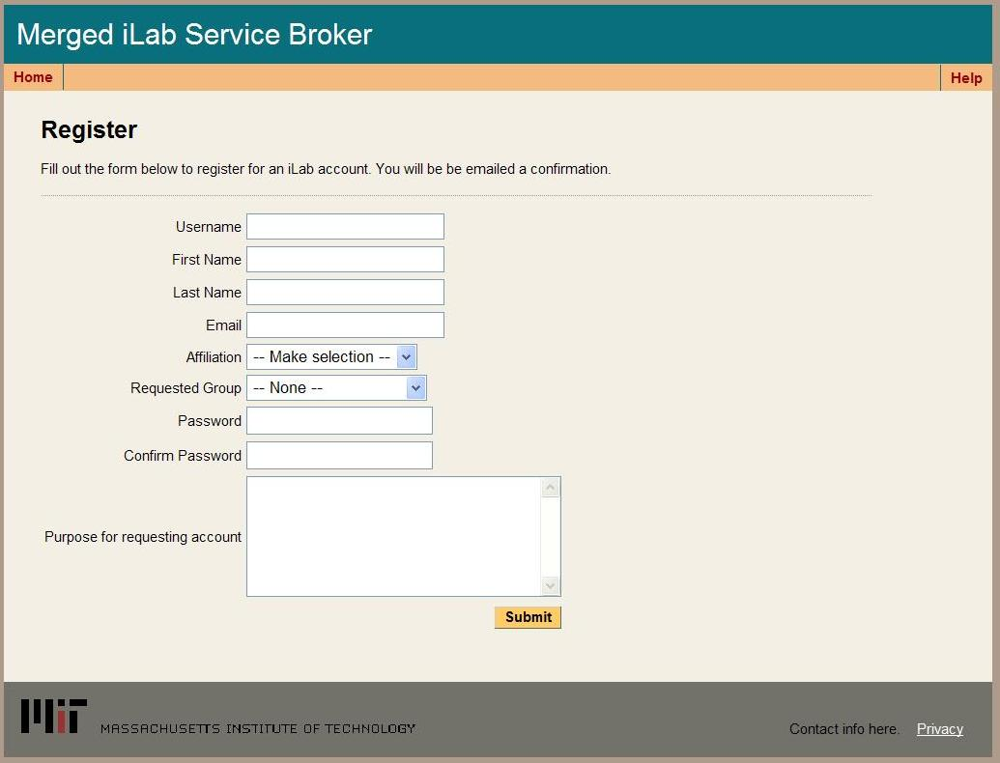 Merged iLab Service Broker
Home
Help
Register
Fill out the form below to register for an iLab account. You will be be emailed a confirmation.
Username
First Name
Last Name
Email
Affiliation -- Make selection --
Requested Group -- None --
Password
Confirm Password
Purpose for requesting account
Submit
MIT MASSACHUSETTS INSTITUTE OF TECHNOLOGY
Contact info here. Privacy